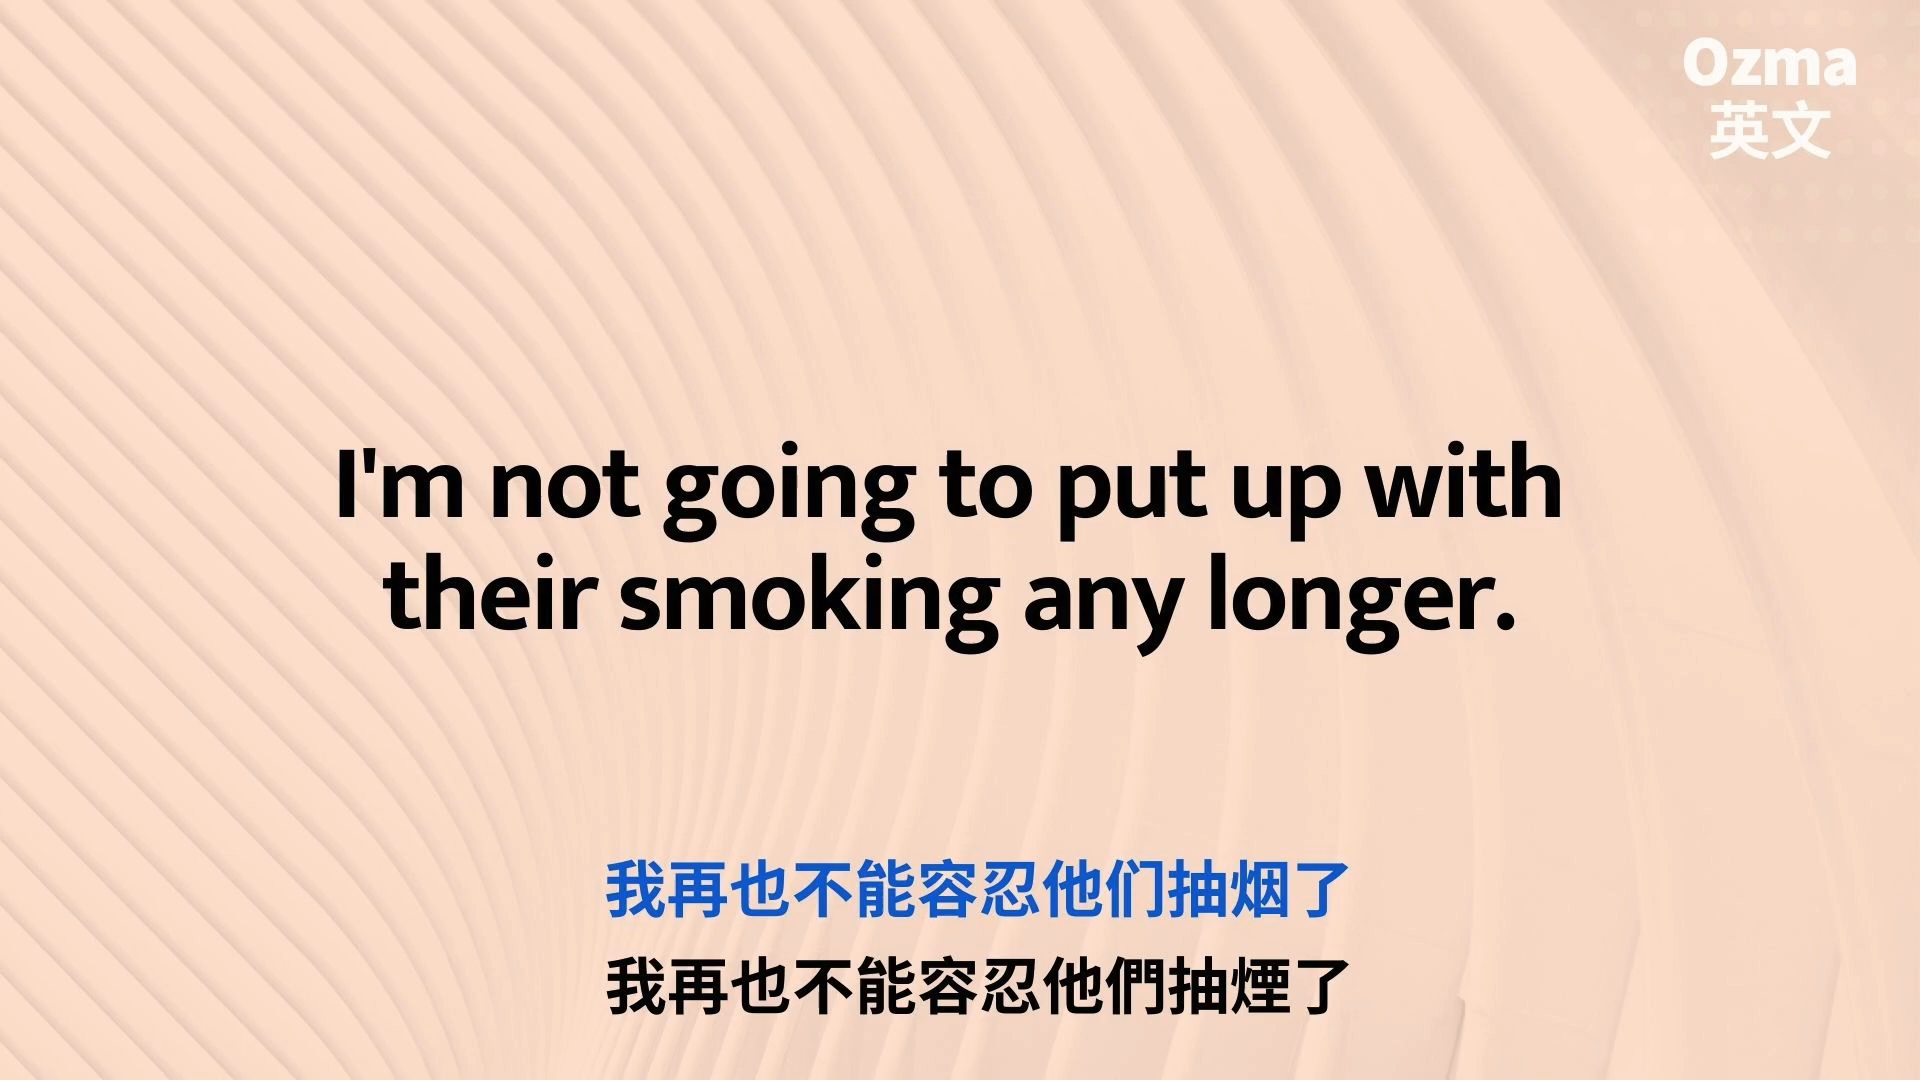 Ozma
英文
I'm not going to put up with
their smoking any longer.
我再也不能容忍他们抽烟了
我再也不能容忍他們抽煙了